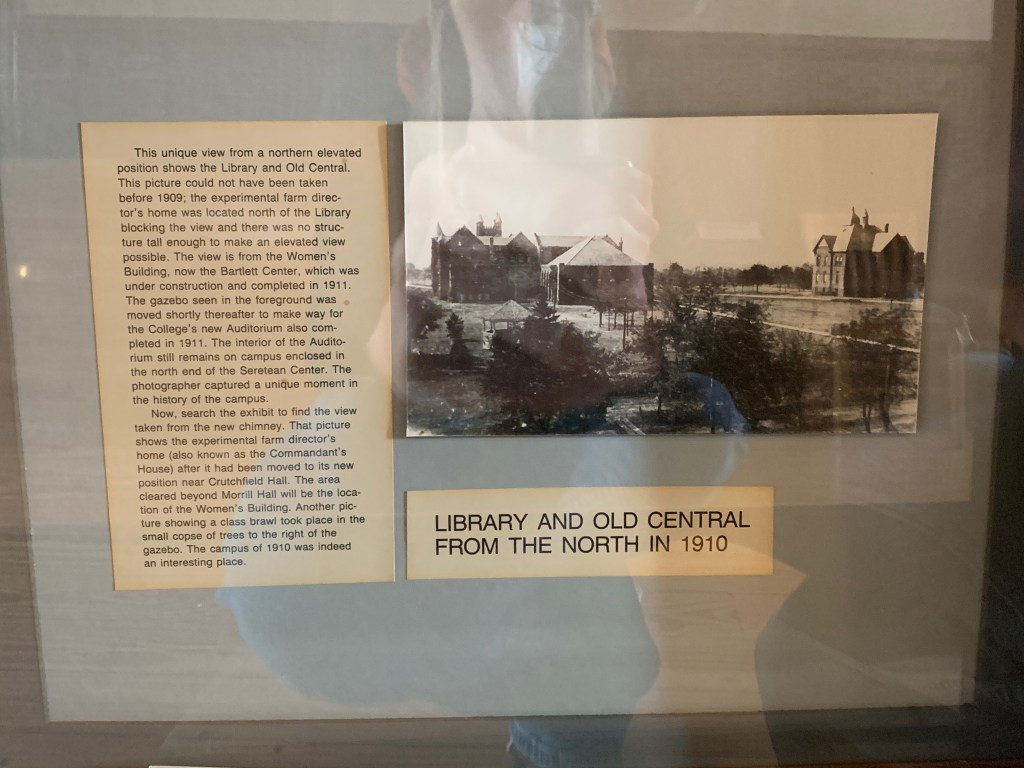 This unique view from a northern elevated
position shows the Library and Old Central.
This picture could not have been taken
before 1909; the experimental farm direc-
tor's home was located north of the Library
blocking the view and there was no struc-
ture tall enough to make an elevated view
possible. The view is from the Women's
Building, now the Bartlett Center, which was
under construction and completed in 1911.
The gazebo seen in the foreground was
moved shortly thereafter to make way for
the College's new Auditorium also com-
pleted in 1911. The interior of the Audito-
rium still remains on campus enclosed in
the north end of the Seretean Center. The
photographer captured a unique moment in
the history of the campus.
Now, search the exhibit to find the view
taken from the new chimney. That picture
shows the experimental farm director's
home (also known as the Commandant's
House) after it had been moved to its new
position near Crutchfield Hall. The area
cleared beyond Morrill Hall will be the loca-
tion of the Women's Building. Another pic-
ture showing a class brawl took place in the
small copse of trees to the right of the
gazebo. The campus of 1910 was indeed
an interesting place.
LIBRARY AND OLD CENTRAL
FROM THE NORTH IN 1910